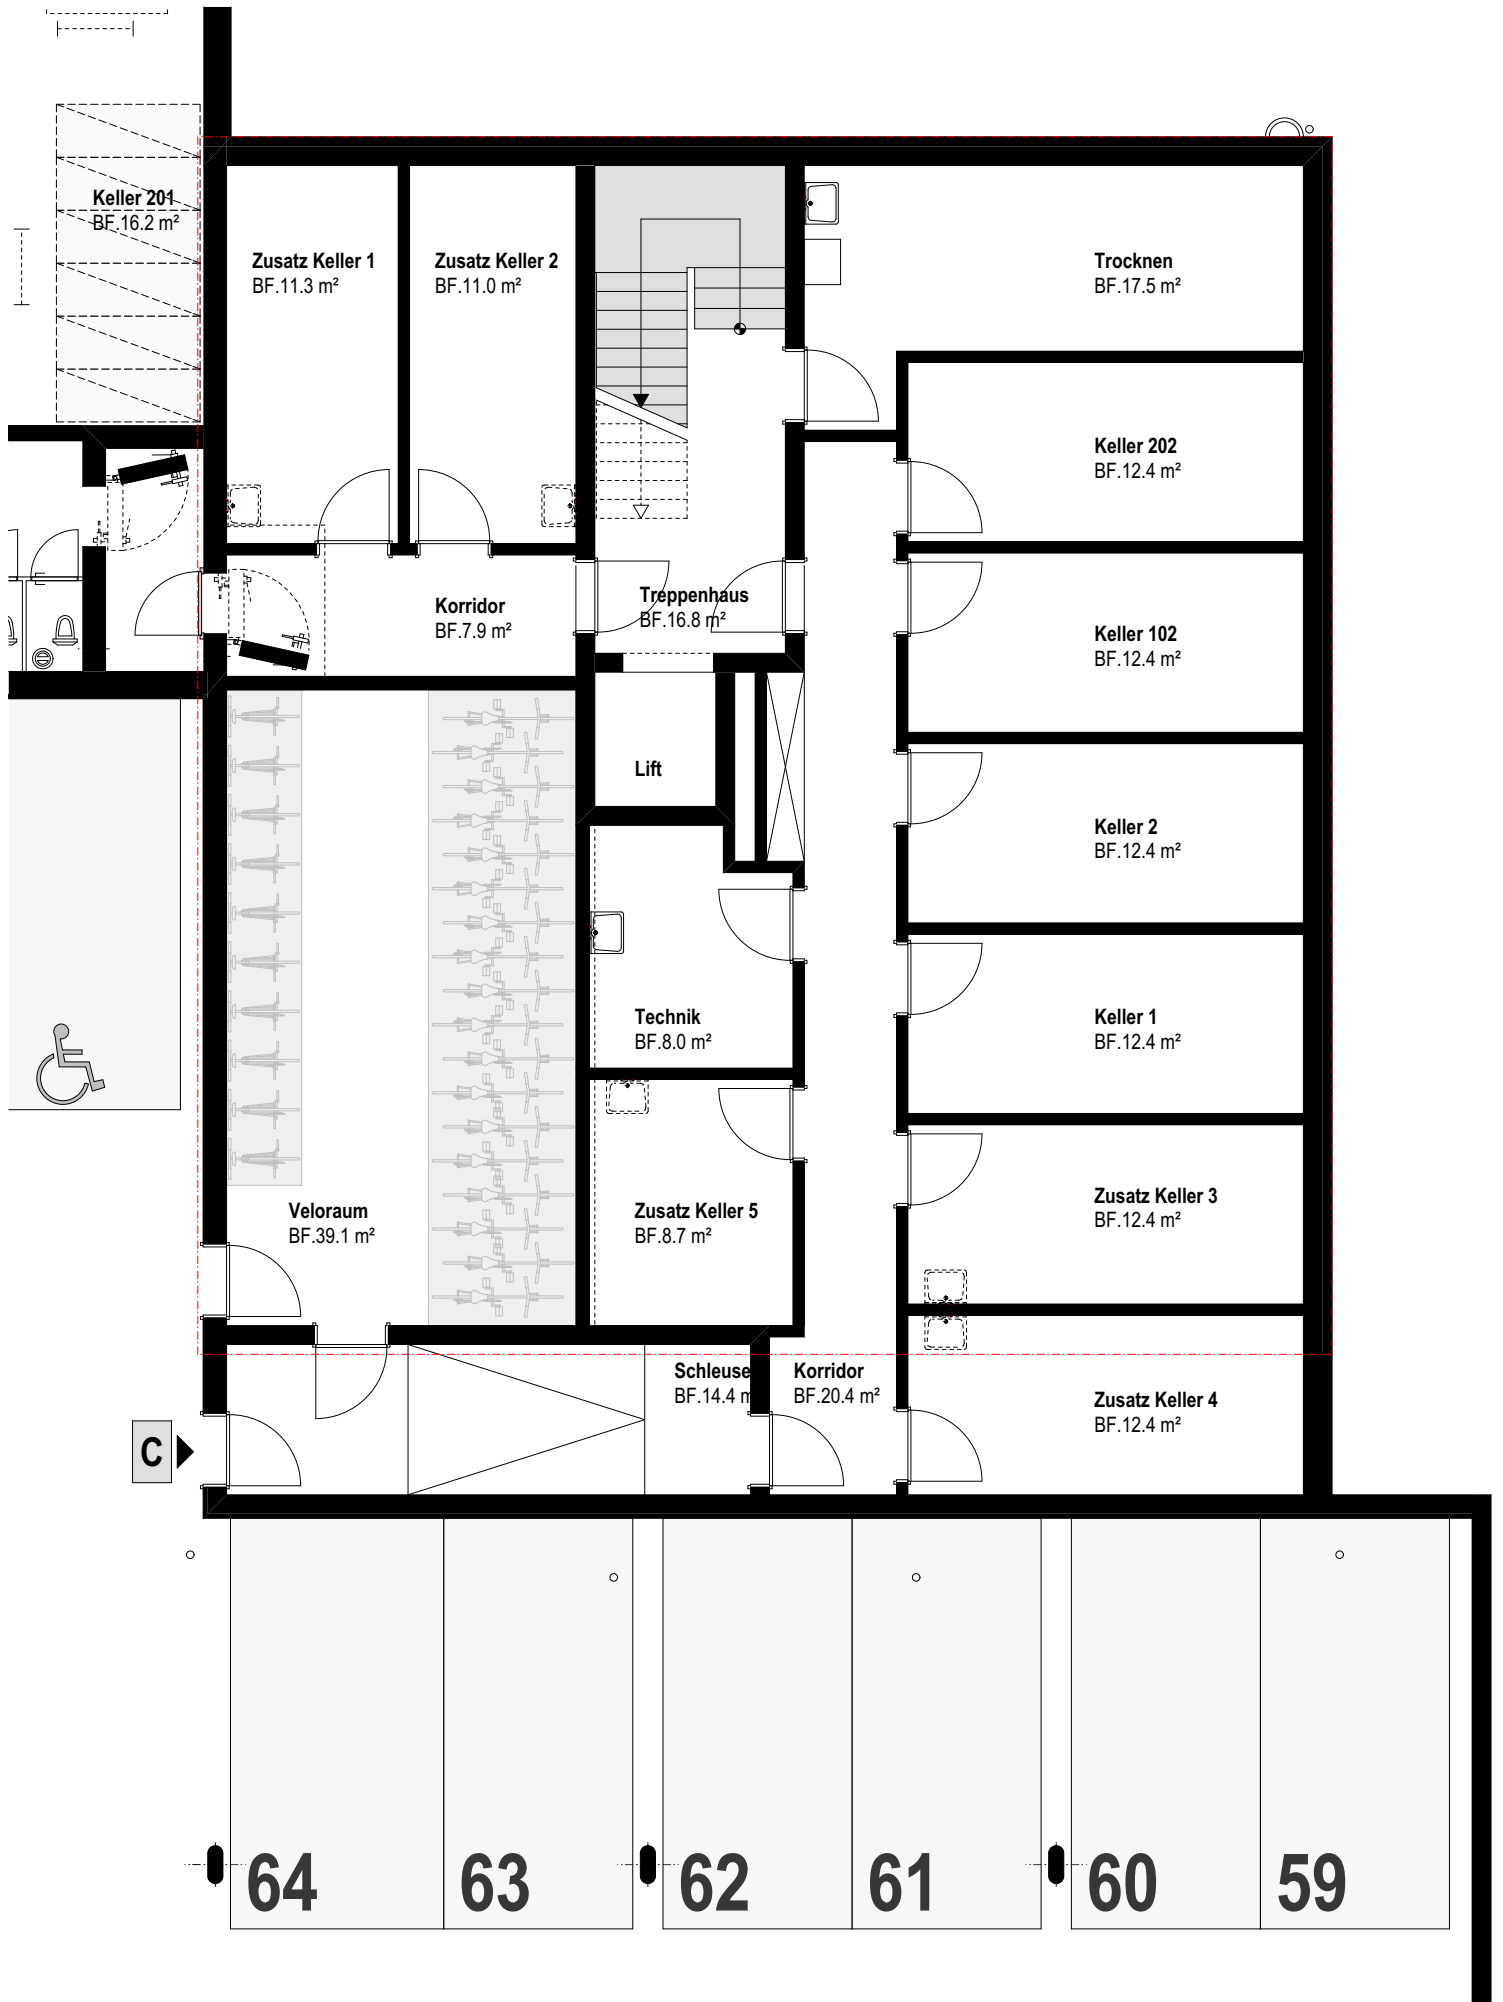 Keller 201
BF.16.2 m²
Zusatz Keller 1
BF.11.3 m²
Zusatz Keller 2
BF.11.0 m²
Trocknen
BF.17.5 m²
Keller 202
BF.12.4 m²
Korridor
BF.7.9 m²
Treppenhaus
BF.16.8 m²
Keller 102
BF.12.4 m²
Lift
Keller 2
BF.12.4 m²
Technik
BF.8.0 m²
Keller 1
BF.12.4 m²
Veloraum
BF.39.1 m²
Zusatz Keller 5
BF.8.7 m²
Zusatz Keller 3
BF.12.4 m²
Schleuse
BF.14.4 m
Korridor
BF.20.4 m²
Zusatz Keller 4
BF.12.4 m²
C
64
63
62
61
60
59